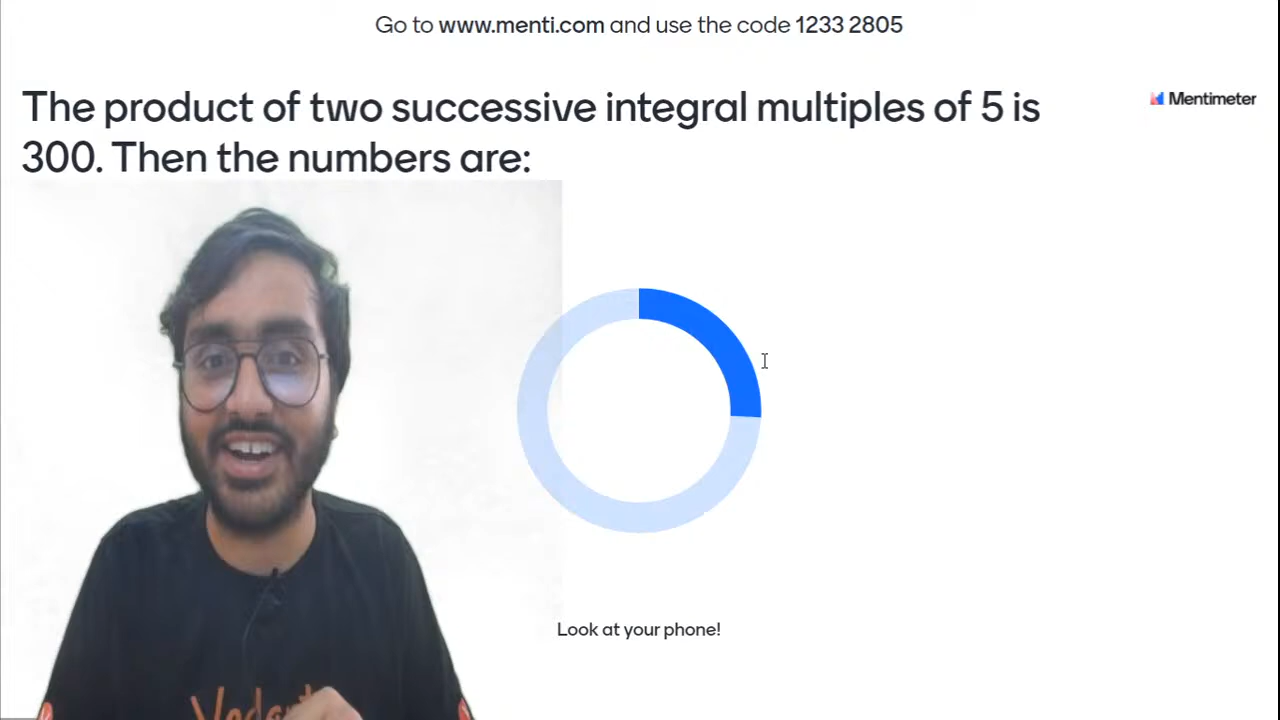 Go to www.menti.com and use the code 1233 2805
The product of two successive integral multiples of 5 is
300. Then the numbers are:
Mentimeter
Look at your phone!